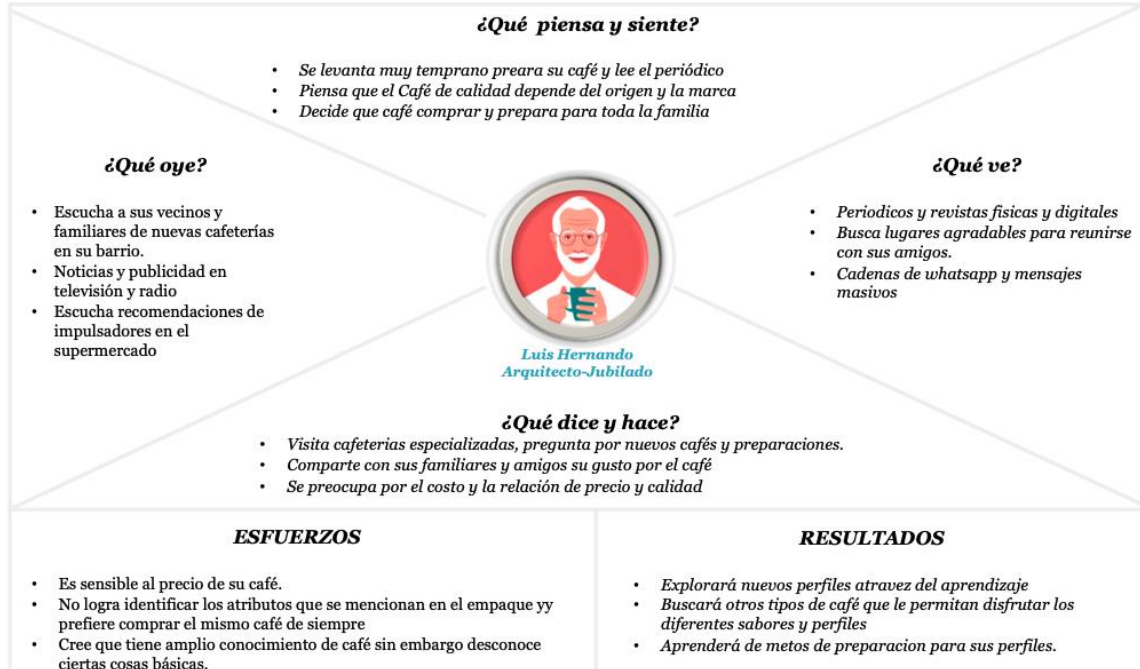 ¿Qué piensa y siente?
• Se levanta muy temprano preara su café y lee el periódico
• Piensa que el Café de calidad depende del origen y la marca
• Decide que café comprar y prepara para toda la familia
¿Qué oye?
• Escucha a sus vecinos y
familiares de nuevas cafeterías
en su barrio.
• Noticias y publicidad en
televisión y radio
• Escucha recomendaciones de
impulsadores en el
supermercado
¿Qué ve?
• Periodicos y revistas fisicas y digitales
• Busca lugares agradables para reunirse
con sus amigos.
• Cadenas de whatsapp y mensajes
masivos
Luis Hernando
Arquitecto-Jubilado
¿Qué dice y hace?
• Visita cafeterias especializadas, pregunta por nuevos cafés y preparaciones.
• Comparte con sus familiares y amigos su gusto por el café
• Se preocupa por el costo y la relación de precio y calidad
ESFUERZOS
• Es sensible al precio de su café.
• No logra identificar los atributos que se mencionan en el empaque yy
prefiere comprar el mismo café de siempre
• Cree que tiene amplio conocimiento de café sin embargo desconoce
ciertas cosas básicas.
RESULTADOS
• Explorará nuevos perfiles atravez del aprendizaje
• Buscará otros tipos de café que le permitan disfrutar los
diferentes sabores y perfiles
• Aprenderá de metos de preparacion para sus perfiles.